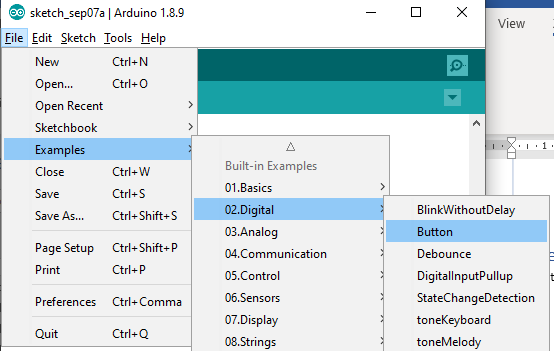 sketch_sep07a | Arduino 1.8.9
File Edit Sketch Tools Help
New Ctrl+N
Open... Ctrl+O
Open Recent
Sketchbook
Examples
Close Ctrl+W
Save Ctrl+S
Save As... Ctrl+Shift+S
Page Setup Ctrl+Shift+P
Print Ctrl+P
Preferences Ctrl+Comma
Quit Ctrl+Q
Built-in Examples
01.Basics
02.Digital
03.Analog
04.Communication
05.Control
06.Sensors
07.Display
08.Strings
BlinkWithoutDelay
Button
Debounce
DigitalInputPullup
StateChangeDetection
toneKeyboard
toneMelody
View
1